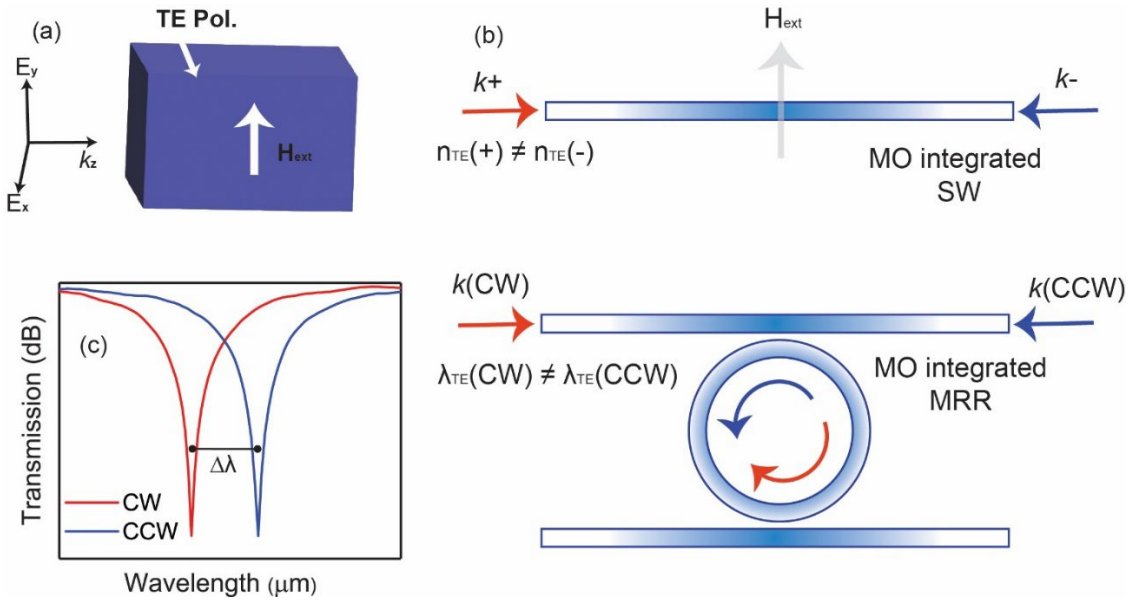 (a)
TE Pol.
Ey
kz
Ex
Hext
(b)
Hext
k+
k-
nTE(+) ≠ nTE(-)
MO integrated
SW
(c)
Transmission (dB)
Δλ
CW
CCW
Wavelength (μm)
k(CW)
k(CCW)
λTE(CW) ≠ λTE(CCW)
MO integrated
MRR